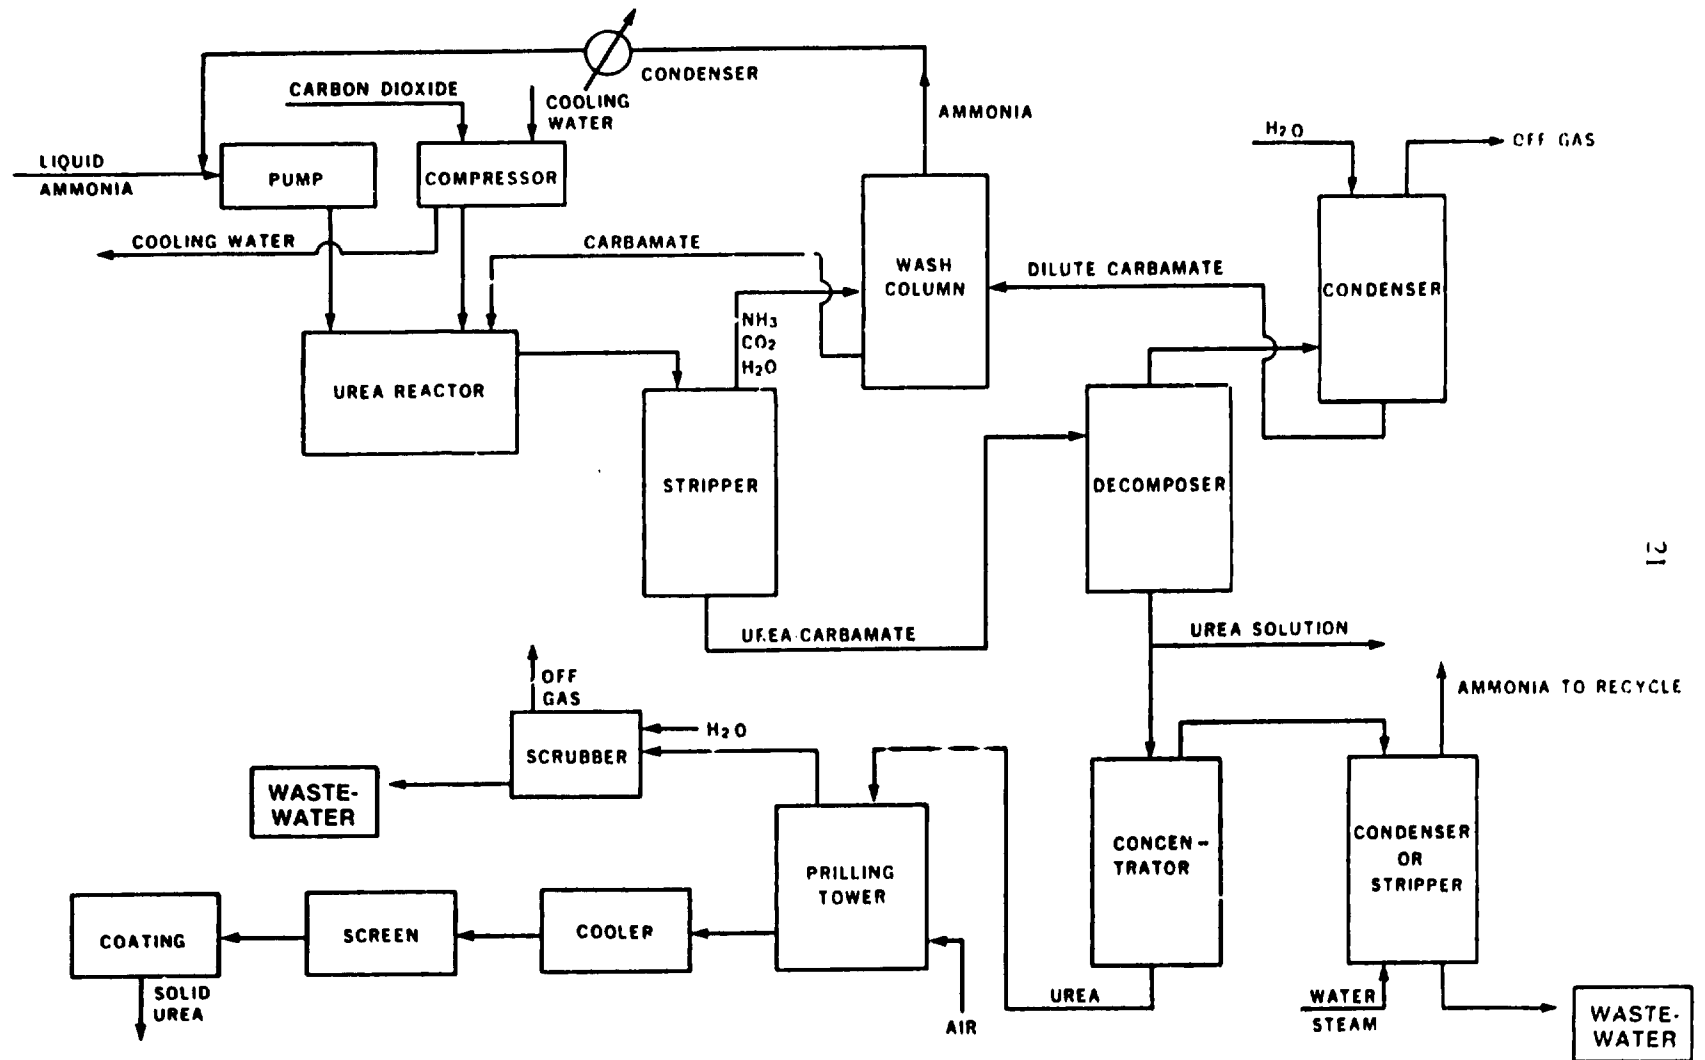 CONDENSER
CARBON DIOXIDE
COOLING
WATER
AMMONIA
H2O
OFF GAS
LIQUID
AMMONIA
PUMP
COMPRESSOR
COOLING WATER
CARBAMATE
WASH
COLUMN
DILUTE CARBAMATE
CONDENSER
NH3
CO2
H2O
UREA REACTOR
STRIPPER
DECOMPOSER
21
UREA CARBAMATE
UREA SOLUTION
OFF
GAS
AMMONIA TO RECYCLE
H2O
SCRUBBER
WASTE-
WATER
CONCEN-
TRATOR
CONDENSER
OR
STRIPPER
PRILLING
TOWER
COATING
SCREEN
COOLER
SOLID
UREA
AIR
UREA
WATER
STEAM
WASTE-
WATER